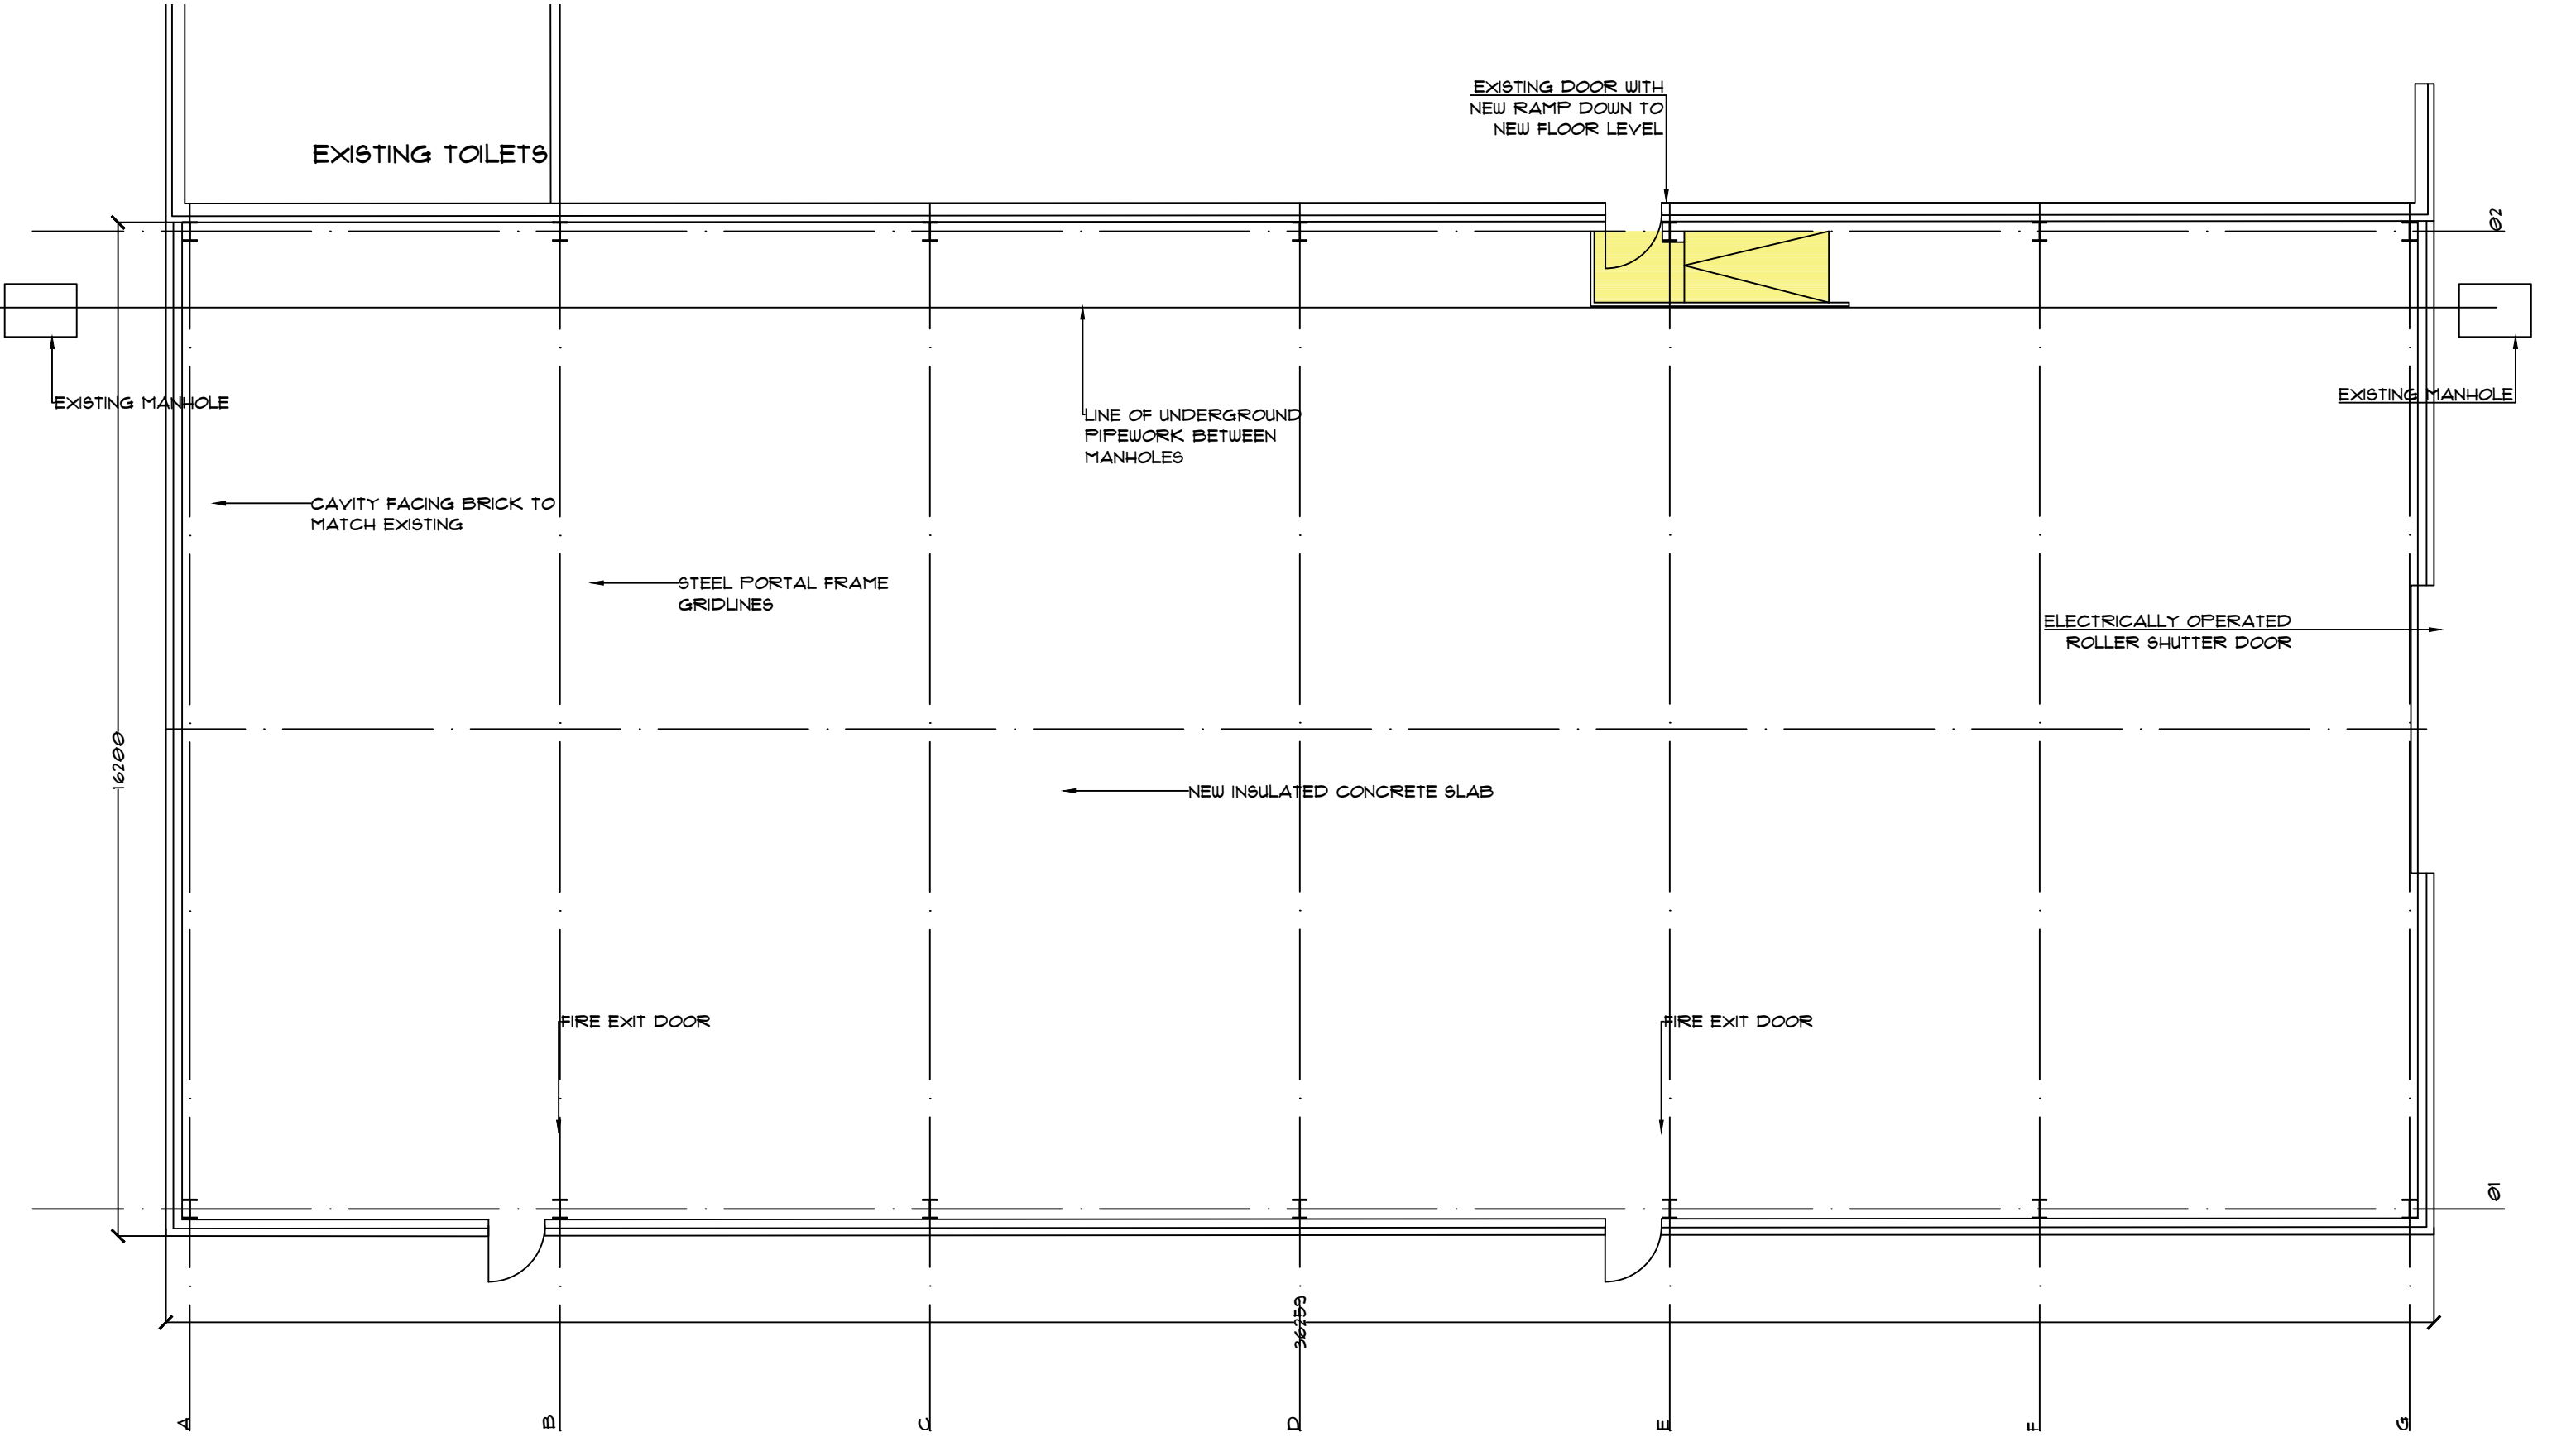 EXISTING DOOR WITH
NEW RAMP DOWN TO
NEW FLOOR LEVEL
EXISTING TOILETS
02
EXISTING MANHOLE
EXISTING MANHOLE
LINE OF UNDERGROUND
PIPEWORK BETWEEN
MANHOLES
CAVITY FACING BRICK TO
MATCH EXISTING
STEEL PORTAL FRAME
GRIDLINES
ELECTRICALLY OPERATED
ROLLER SHUTTER DOOR
16200
NEW INSULATED CONCRETE SLAB
FIRE EXIT DOOR
FIRE EXIT DOOR
01
36259
A
B
C
D
E
F
G